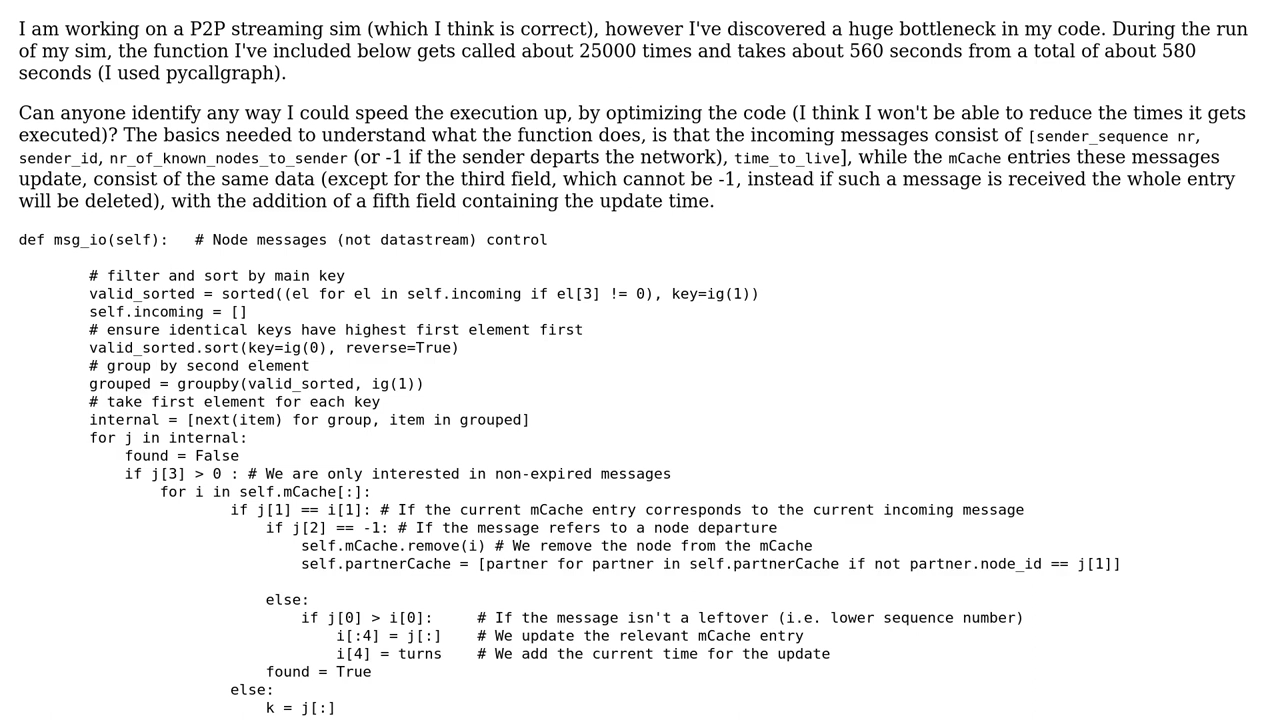 I am working on a P2P streaming sim (which I think is correct), however I've discovered a huge bottleneck in my code. During the run
of my sim, the function I've included below gets called about 25000 times and takes about 560 seconds from a total of about 580
seconds (I used pycallgraph).
Can anyone identify any way I could speed the execution up, by optimizing the code (I think I won't be able to reduce the times it gets
executed)? The basics needed to understand what the function does, is that the incoming messages consist of [sender_sequence nr,
sender_id, nr_of_known_nodes_to_sender (or -1 if the sender departs the network), time_to_live], while the mCache entries these messages
update, consist of the same data (except for the third field, which cannot be -1, instead if such a message is received the whole entry
will be deleted), with the addition of a fifth field containing the update time.
def msg_io(self):   # Node messages (not datastream) control
        # filter and sort by main key
        valid_sorted = sorted((el for el in self.incoming if el[3] != 0), key=ig(1))
        self.incoming = []
        # ensure identical keys have highest first element first
        valid_sorted.sort(key=ig(0), reverse=True)
        # group by second element
        grouped = groupby(valid_sorted, ig(1))
        # take first element for each key
        internal = [next(item) for group, item in grouped]
        for j in internal:
            found = False
            if j[3] > 0 : # We are only interested in non-expired messages
                for i in self.mCache[:]:
                        if j[1] == i[1]: # If the current mCache entry corresponds to the current incoming message
                            if j[2] == -1: # If the message refers to a node departure
                                self.mCache.remove(i) # We remove the node from the mCache
                                self.partnerCache = [partner for partner in self.partnerCache if not partner.node_id == j[1]]
                            else:
                                if j[0] > i[0]:     # If the message isn't a leftover (i.e. lower sequence number)
                                    i[:4] = j[:]    # We update the relevant mCache entry
                                    i[4] = turns    # We add the current time for the update
                            found = True
                        else:
                            k = j[:]